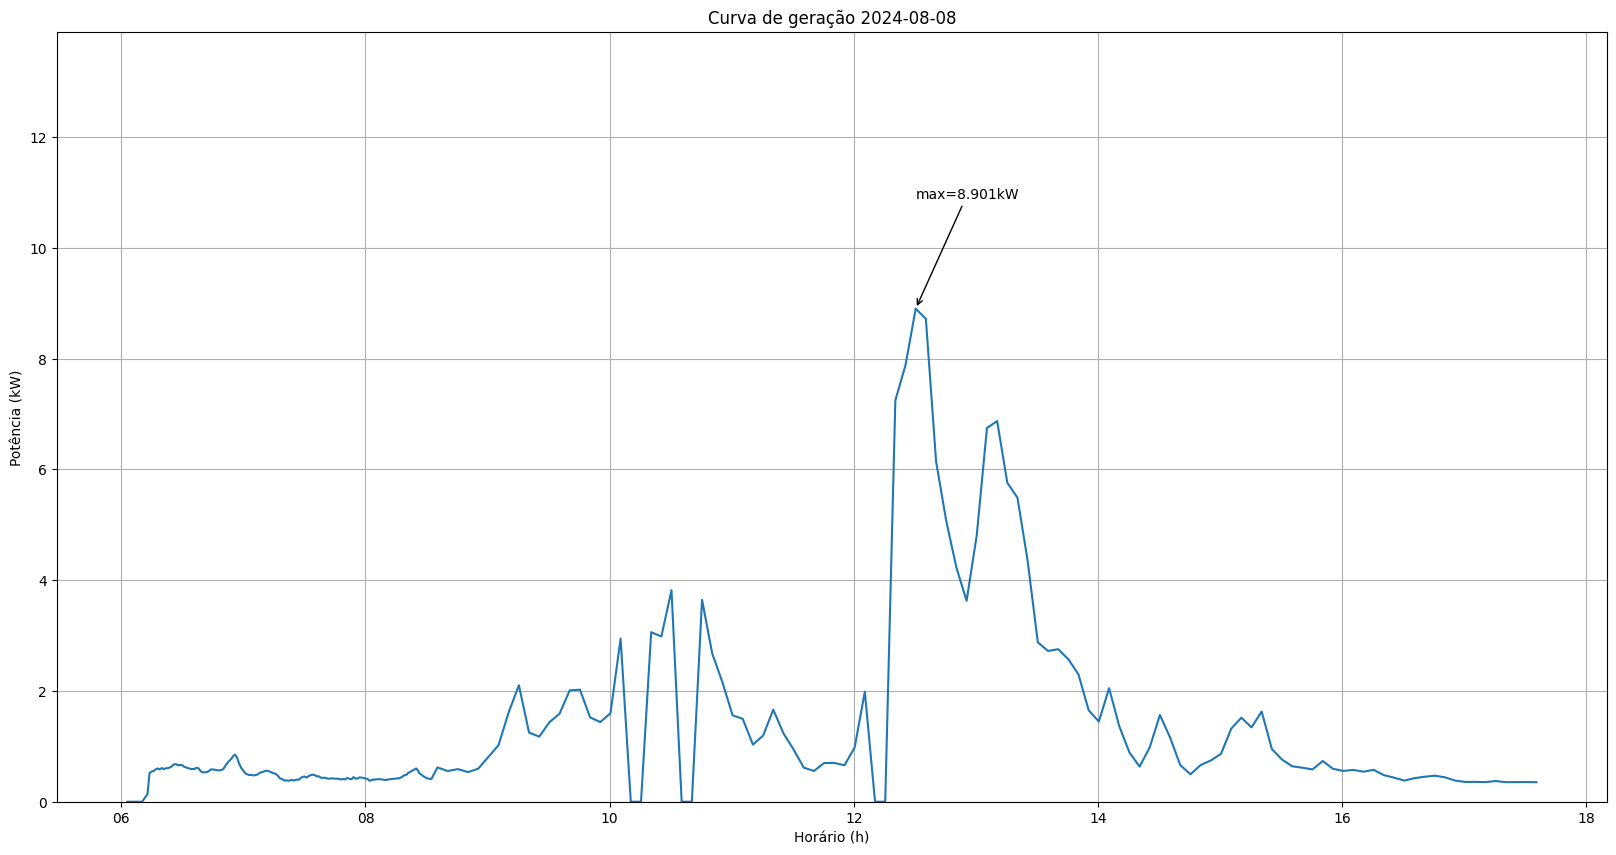 Curva de geração 2024-08-08
12
10
8
6
4
2
0
Potência (kW)
max=8.901kW
06 08 10 12 14 16 18
Horário (h)